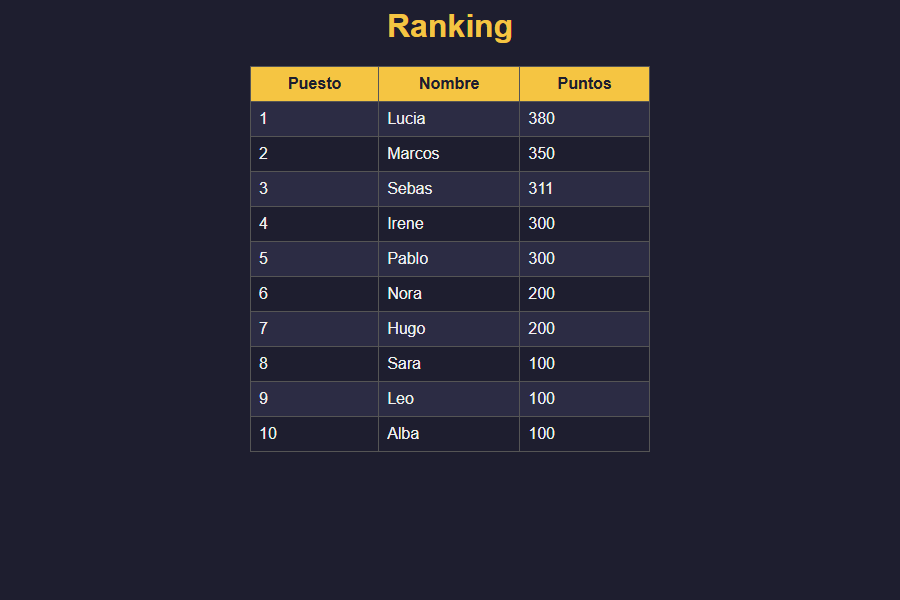 Ranking
Puesto Nombre Puntos
1 Lucia 380
2 Marcos 350
3 Sebas 311
4 Irene 300
5 Pablo 300
6 Nora 200
7 Hugo 200
8 Sara 100
9 Leo 100
10 Alba 100